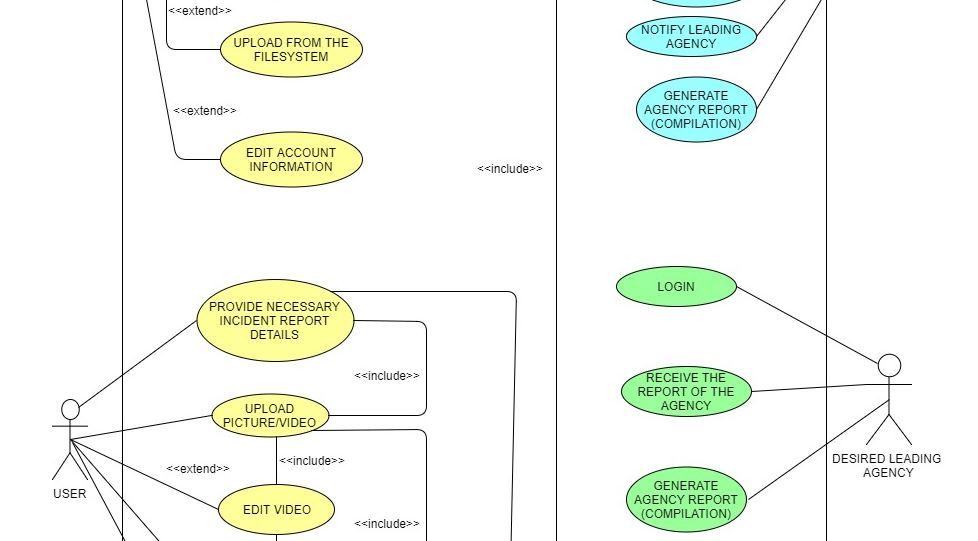 <<extend>>
UPLOAD FROM THE
FILESYSTEM
<<extend>>
EDIT ACCOUNT
INFORMATION
<<include>>
NOTIFY LEADING
AGENCY
GENERATE
AGENCY REPORT
(COMPILATION)
PROVIDE NECESSARY
INCIDENT REPORT
DETAILS
<<include>>
UPLOAD
PICTURE/VIDEO
<<extend>>
<<include>>
USER
EDIT VIDEO
<<include>>
LOGIN
RECEIVE THE
REPORT OF THE
AGENCY
DESIRED LEADING
AGENCY
GENERATE
AGENCY REPORT
(COMPILATION)